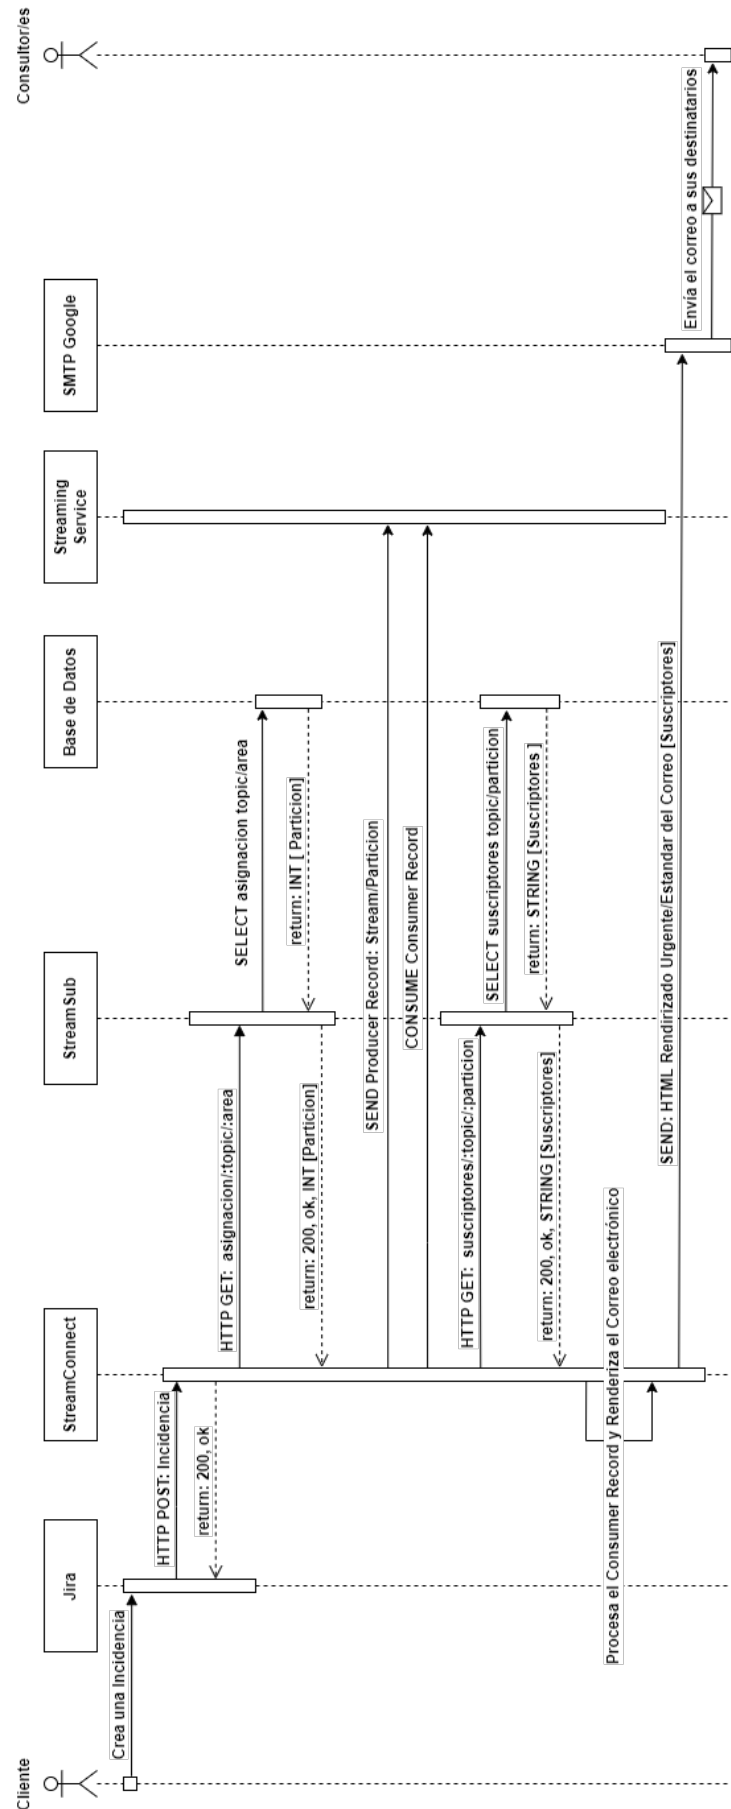 Cliente
Jira
StreamConnect
StreamSub
Base de Datos
Streaming
Service
SMTP Google
Consultor/es
Crea una Incidencia
HTTP POST: Incidencia
return: 200, ok
HTTP GET: asignacion/:topic/:area
SELECT asignacion topic/area
return: INT [ Particion]
return: 200, ok, INT [Particion]
SEND Producer Record: Stream/Particion
CONSUME Consumer Record
HTTP GET: suscriptores/:topic/:particion
SELECT suscriptores topic/particion
return: STRING [Suscriptores ]
return: 200, ok, STRING [Suscriptores]
Procesa el Consumer Record y Renderiza el Correo electrónico
SEND: HTML Rendirizado Urgente/Estandar del Correo [Suscriptores]
Envía el correo a sus destinatarios